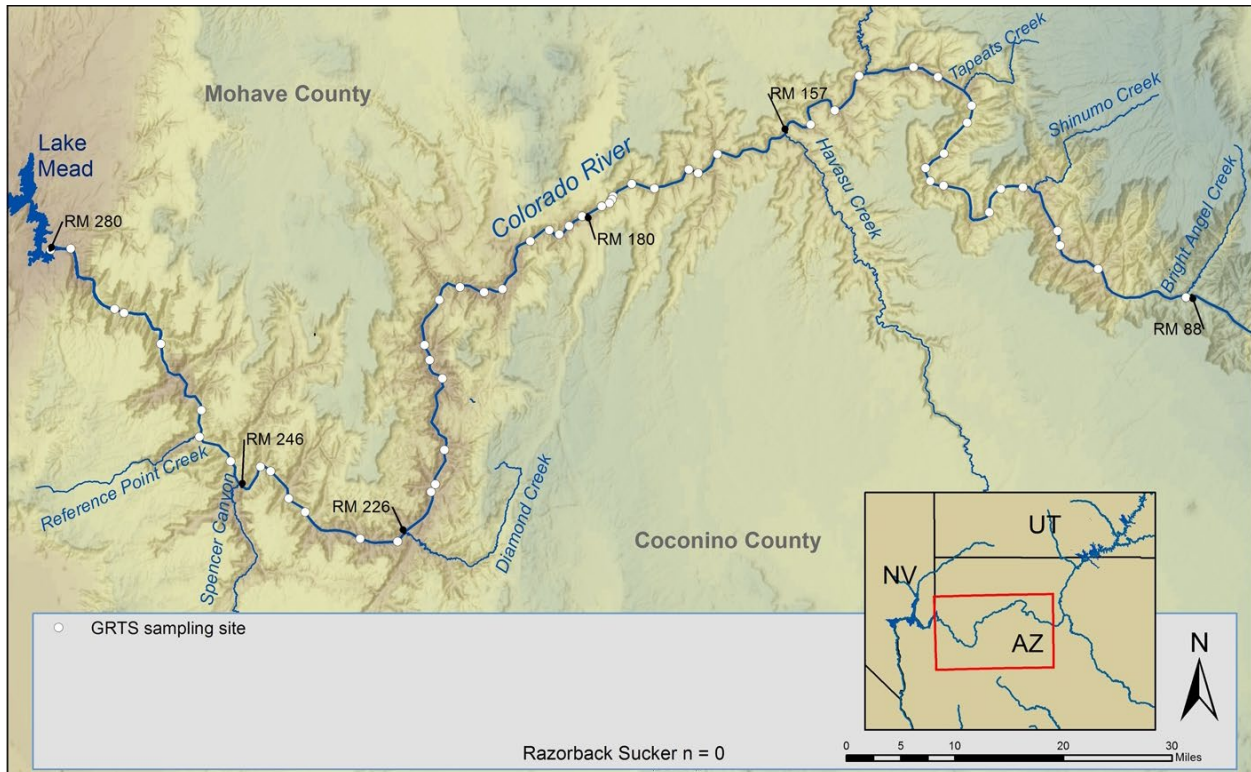 Tapeats Creek
Mohave County
RM 157
Shinumo Creek
Lake
Mead
Colorado River
Havasu Creek
RM 280
Bright Angel Creek
RM 180
RM 88
RM 246
Reference Point Creek
RM 226
Spencer Canyon
Diamond Creek
Coconino County
UT
NV
AZ
GRTS sampling site
N
Razorback Sucker n = 0
0 5 10 20 30
Miles